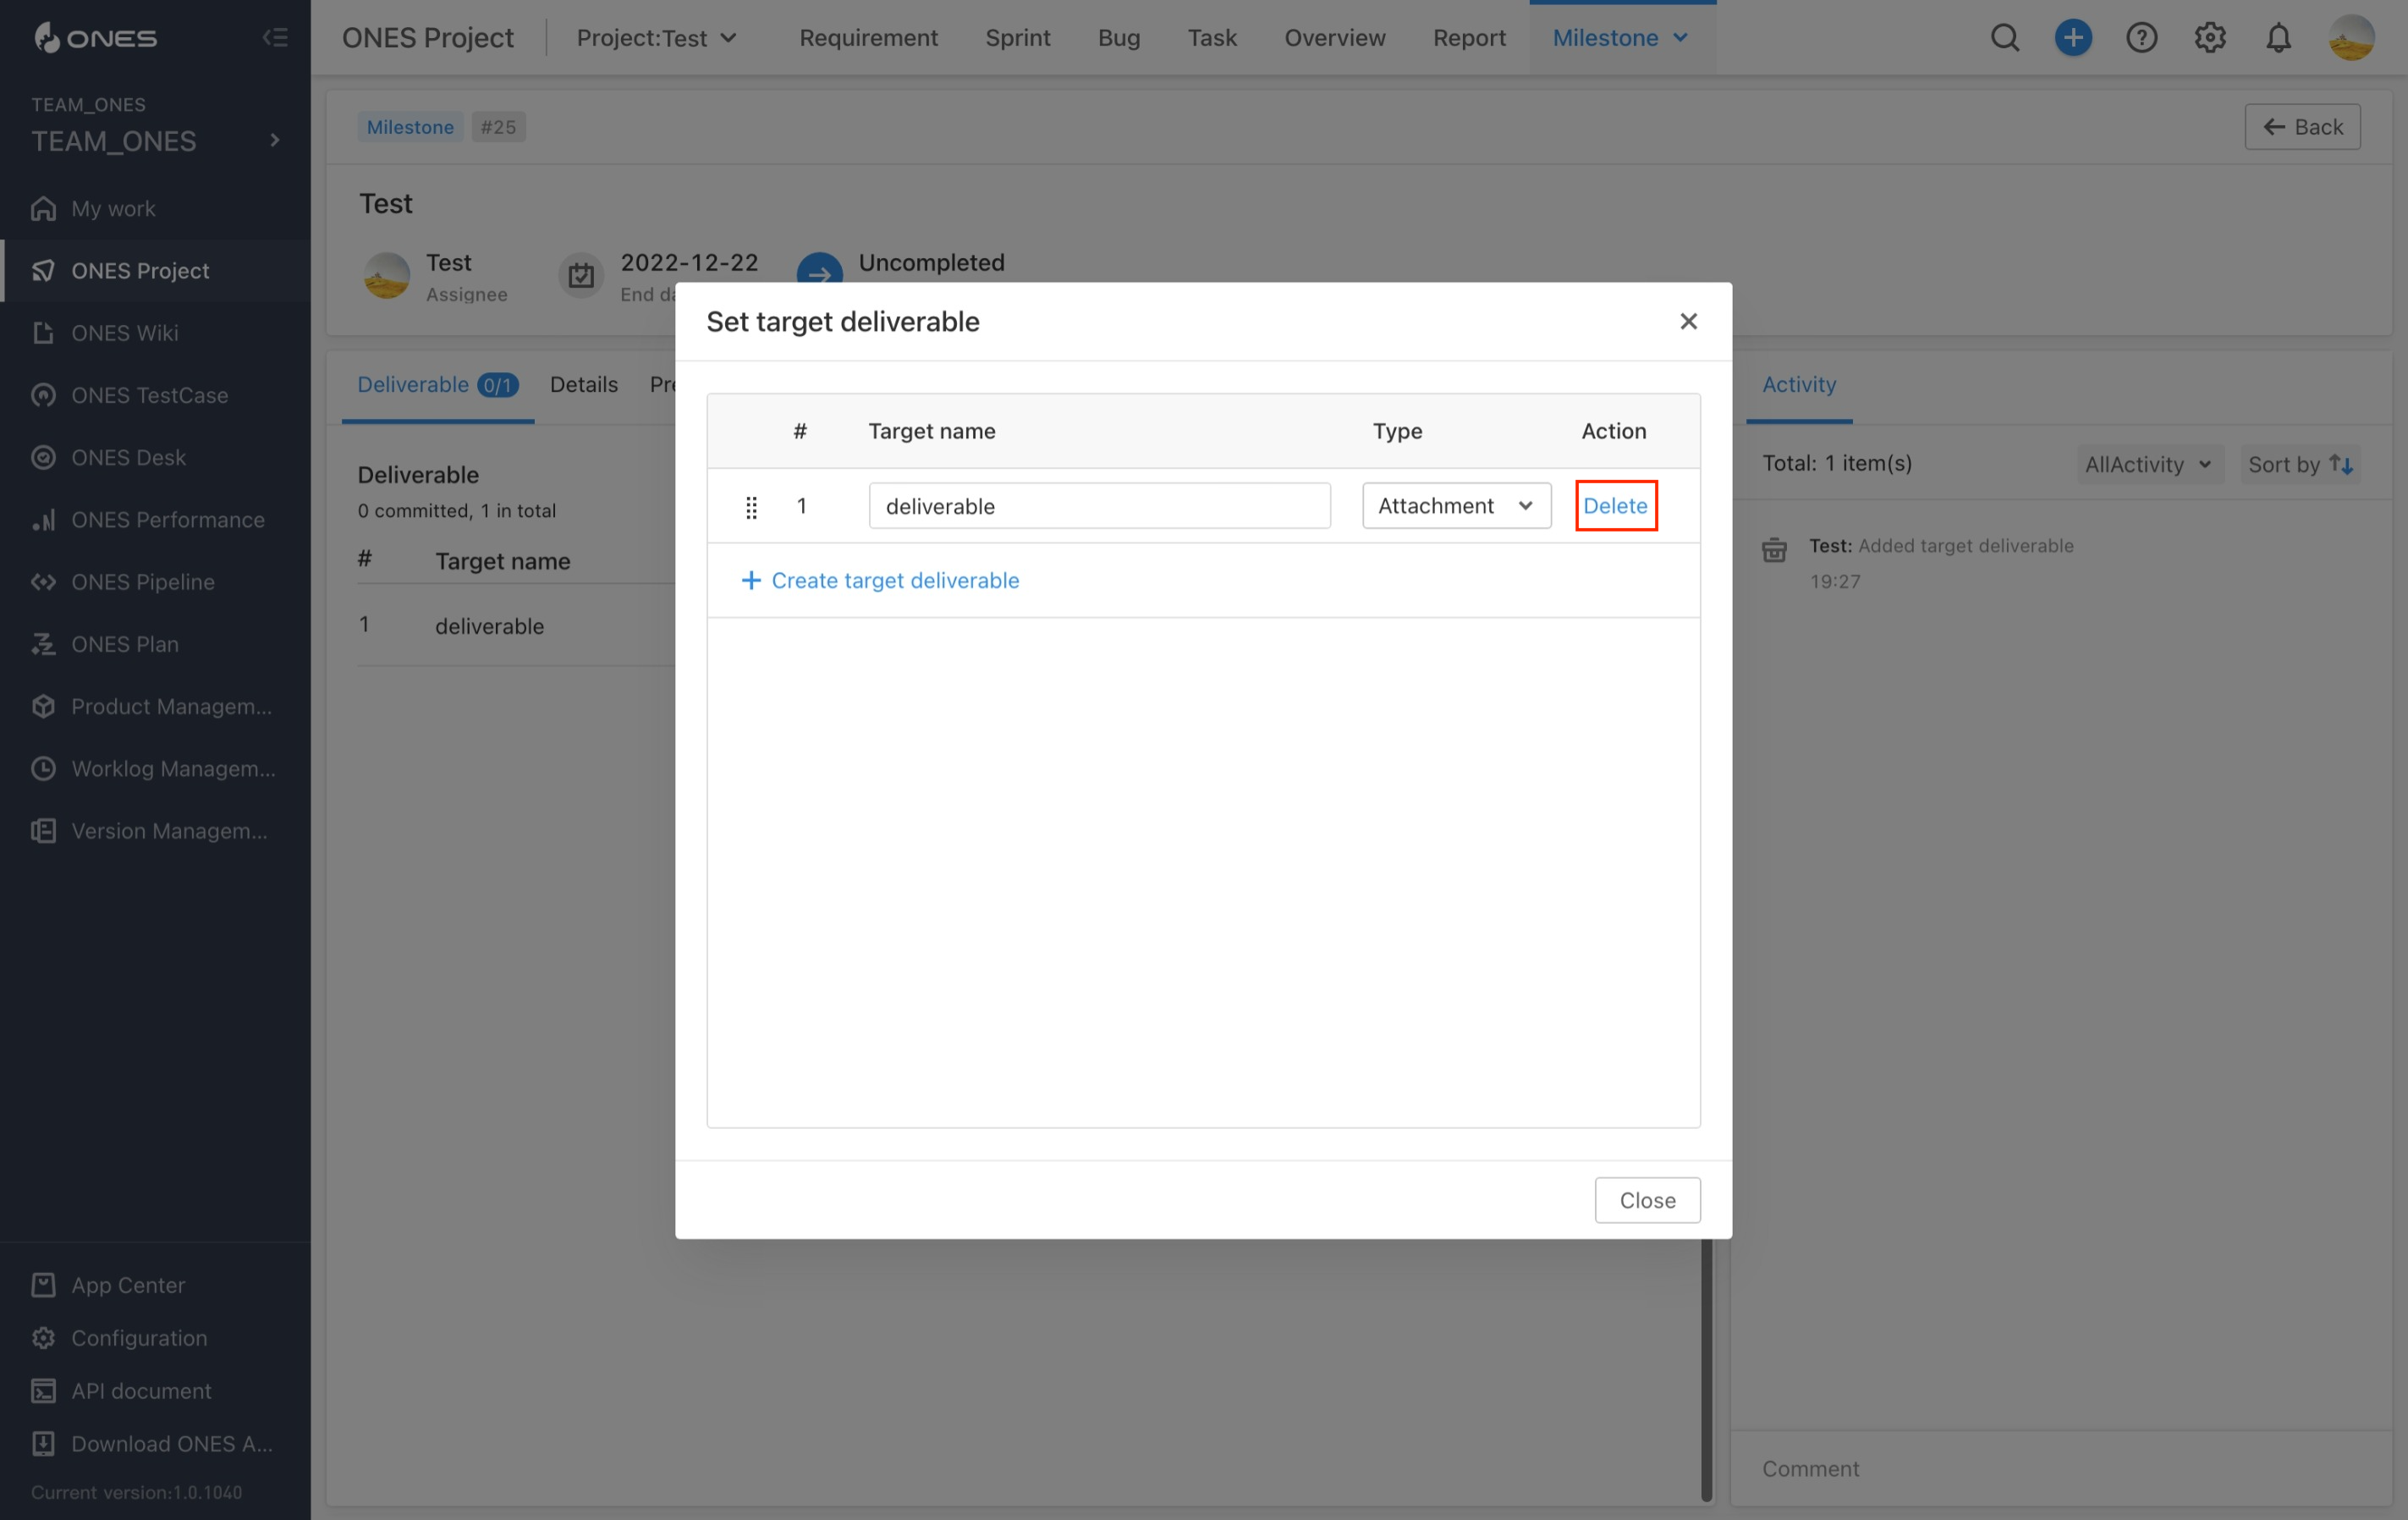 ONES
TEAM_ONES
TEAM_ONES
My work
ONES Project
ONES Wiki
ONES TestCase
ONES Desk
ONES Performance
ONES Pipeline
ONES Plan
Product Managem...
Worklog Managem...
Version Managem...
App Center
Configuration
API document
Download ONES A...
Current version:1.0.1040
ONES Project
Project:Test
Requirement
Sprint
Bug
Task
Overview
Report
Milestone
Milestone #25
Back
Test
Test
Assignee
2022-12-22
End da
Uncompleted
Deliverable 0/1
Details
Pre
Deliverable
0 committed, 1 in total
# Target name
1 deliverable
Set target deliverable
# Target name Type Action
1 deliverable Attachment Delete
Create target deliverable
Close
Activity
Total: 1 item(s)
AllActivity
Sort by
Test: Added target deliverable
19:27
Comment